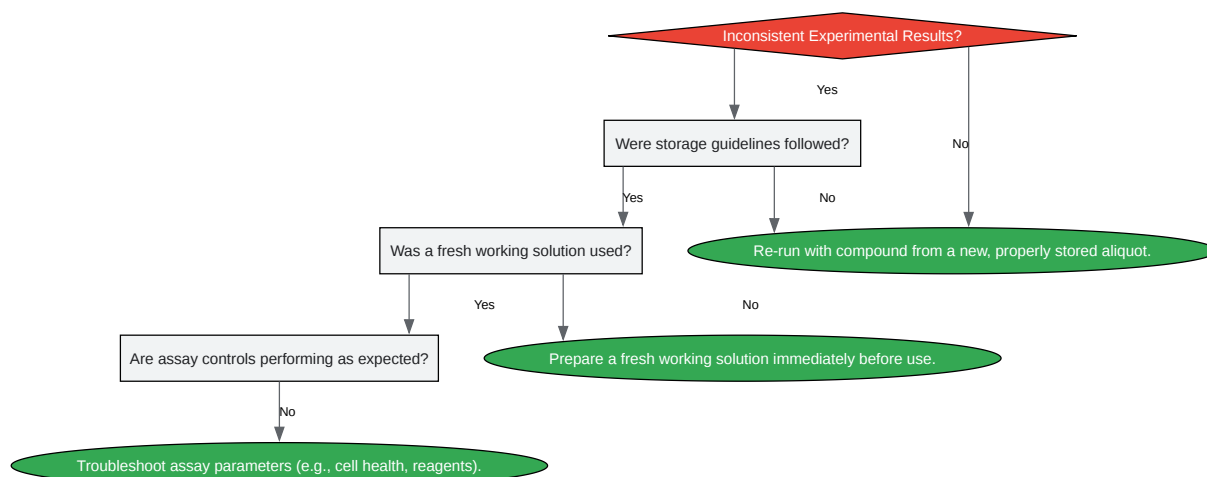 Inconsistent Experimental Results?
Yes
Were storage guidelines followed?
No
Yes
No
Was a fresh working solution used?
Re-run with compound from a new, properly stored aliquot.
Yes
No
Are assay controls performing as expected?
Prepare a fresh working solution immediately before use.
No
Troubleshoot assay parameters (e.g., cell health, reagents).